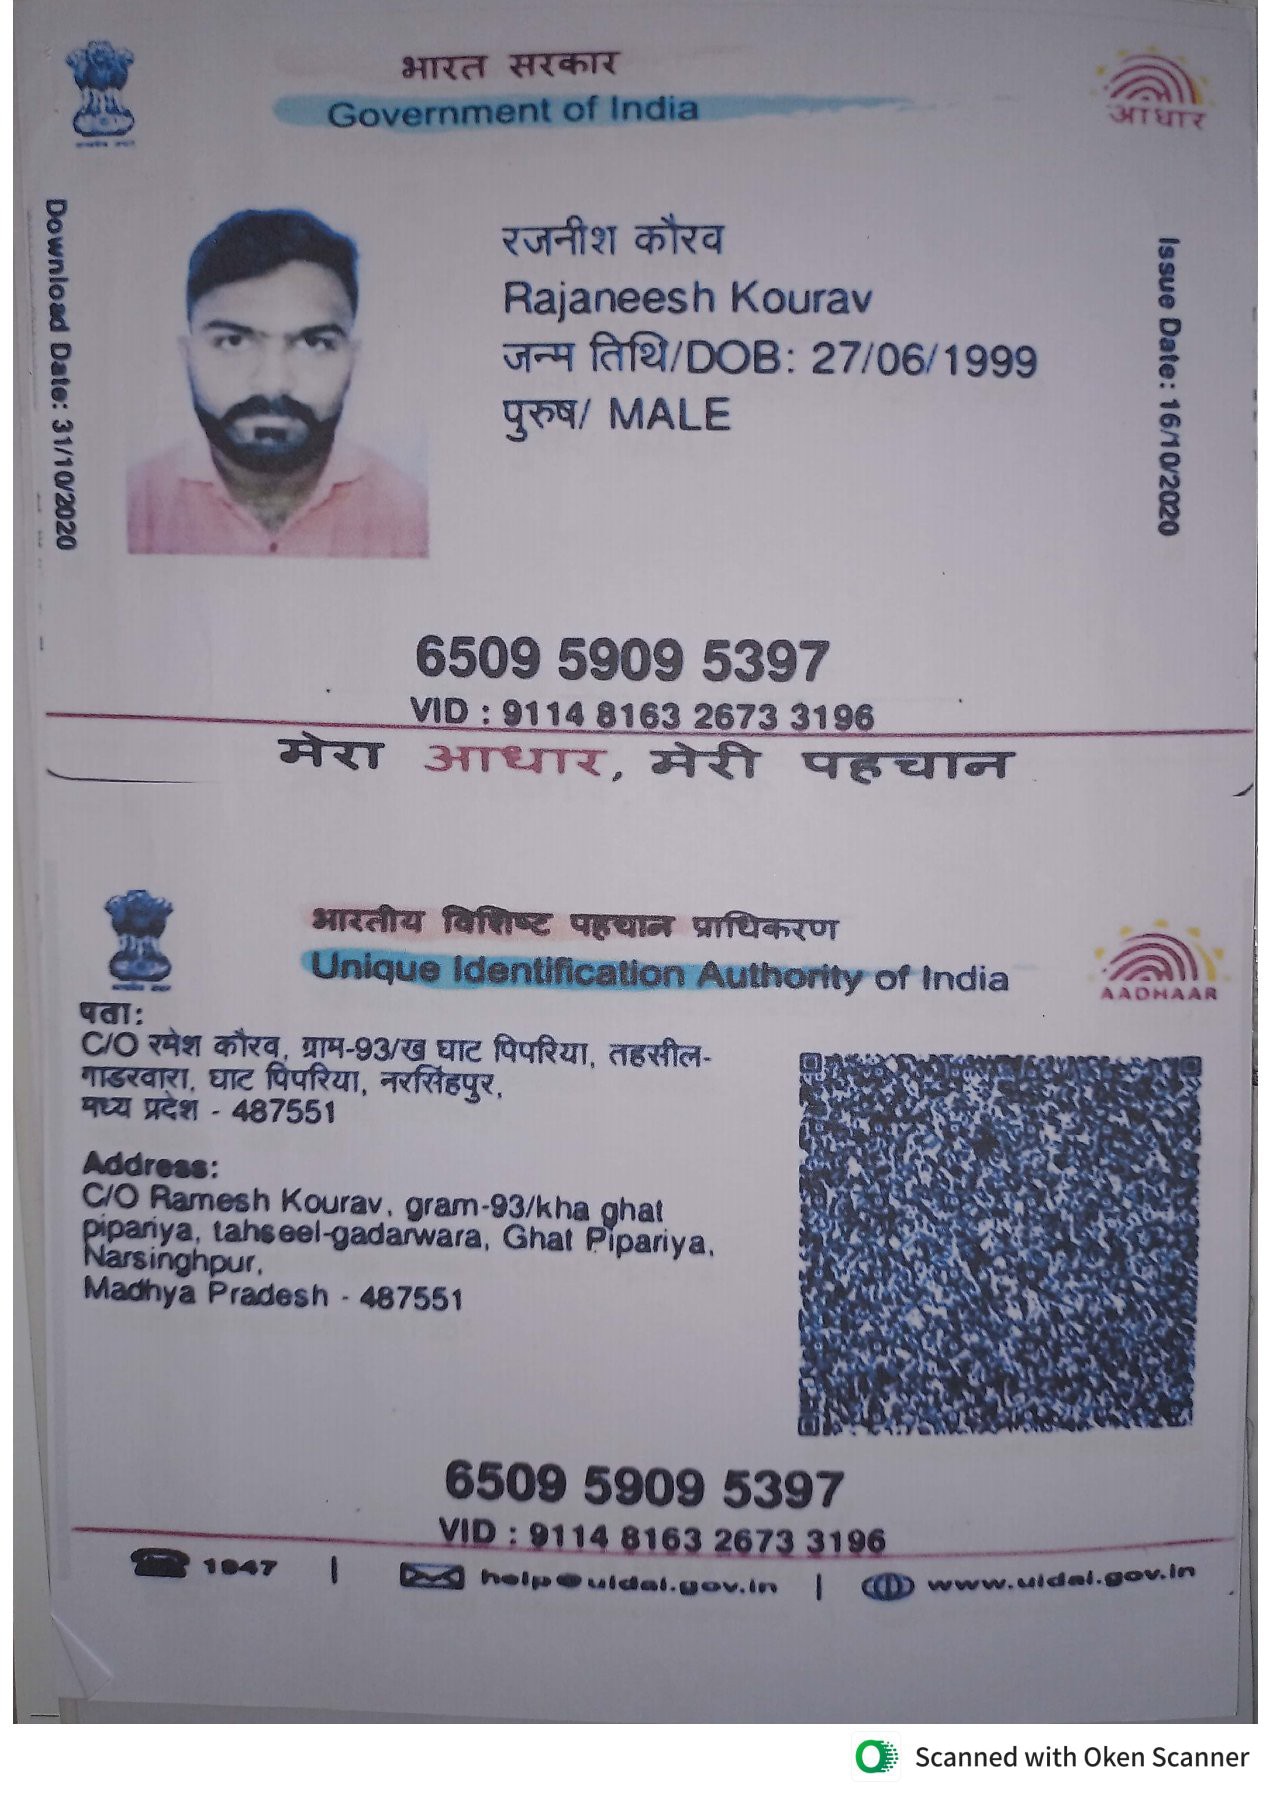 भारत सरकार
Government of India
आधार
Download Date: 31/10/2020
रजनीश कौरव
Rajaneesh Kourav
जन्म तिथि/DOB: 27/06/1999
पुरुष/ MALE
Issue Date: 16/10/2020
6509 5909 5397
VID : 9114 8163 2673 3196
मेरा आधार, मेरी पहचान
भारतीय विशिष्ट पहचान प्राधिकरण
Unique Identification Authority of India
AADHAAR
पता:
C/O रमेश कौरव, ग्राम-93/ख घाट पिपरिया, तहसील-
गाडरवारा, घाट पिपरिया, नरसिंहपुर,
मध्य प्रदेश - 487551
Address:
C/O Ramesh Kourav, gram-93/kha ghat
pipariya, tahseel-gadarwara, Ghat Pipariya,
Narsinghpur,
Madhya Pradesh - 487551
6509 5909 5397
VID : 9114 8163 2673 3196
1947 | help@uidai.gov.in | www.uidai.gov.in
Scanned with Oken Scanner